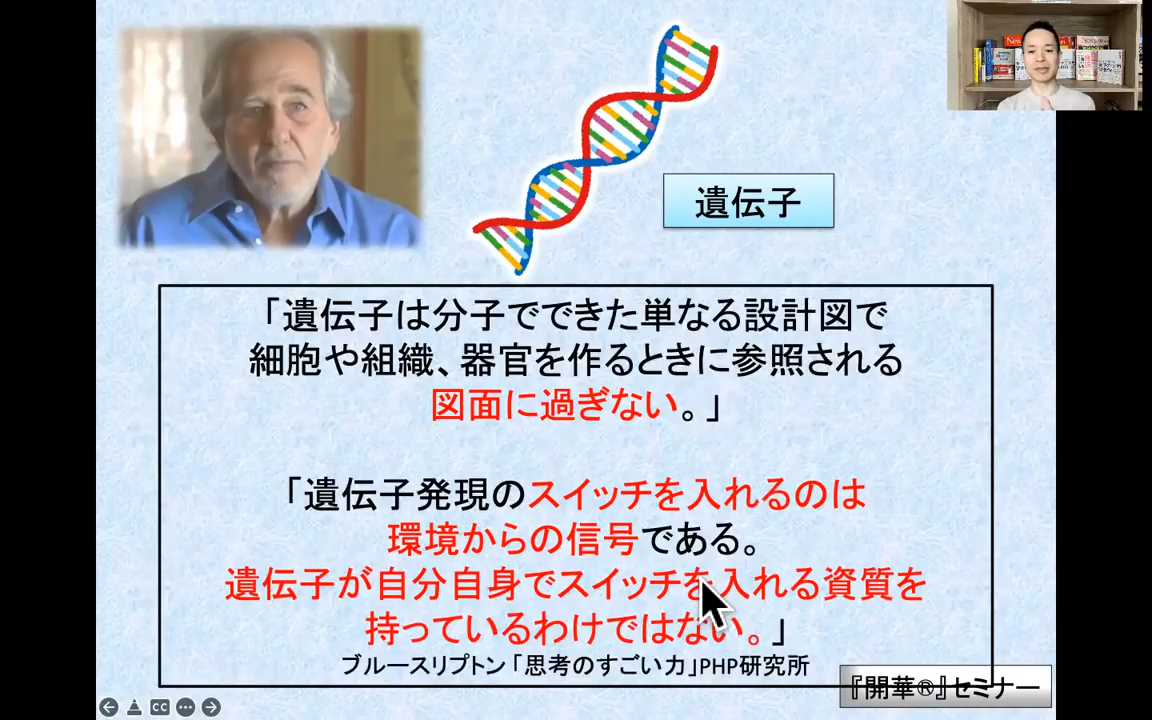 遺伝子
「遺伝子は分子でできた単なる設計図で
細胞や組織、器官を作るときに参照される
図面に過ぎない。」
「遺伝子発現のスイッチを入れるのは
環境からの信号である。
遺伝子が自分自身でスイッチを入れる資質を
持っているわけではない。」
ブルースリプトン「思考のすごい力」PHP研究所
『開華®』セミナー
CC